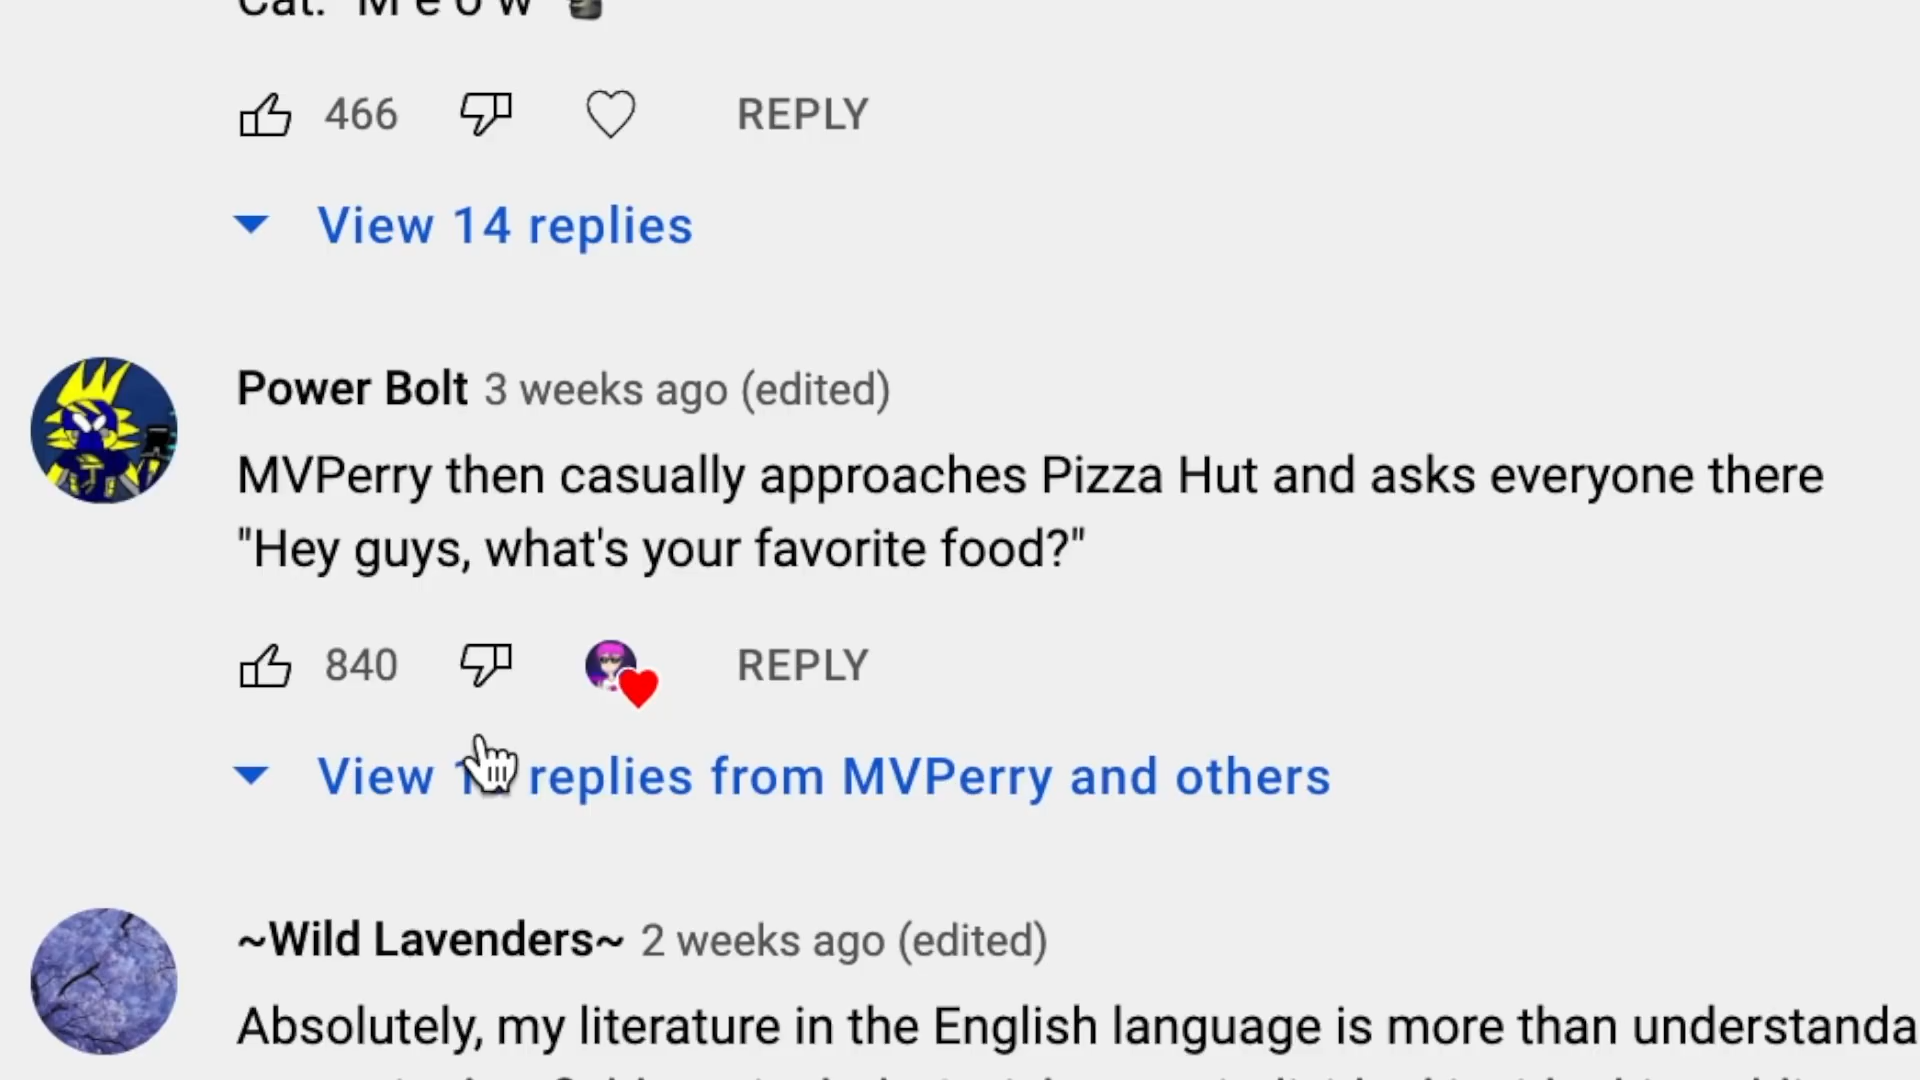 Cat: "M e o w"
466 REPLY
View 14 replies
Power Bolt 3 weeks ago (edited)
MVPerry then casually approaches Pizza Hut and asks everyone there
"Hey guys, what's your favorite food?"
840 REPLY
View replies from MVPerry and others
~Wild Lavenders~ 2 weeks ago (edited)
Absolutely, my literature in the English language is more than understanda